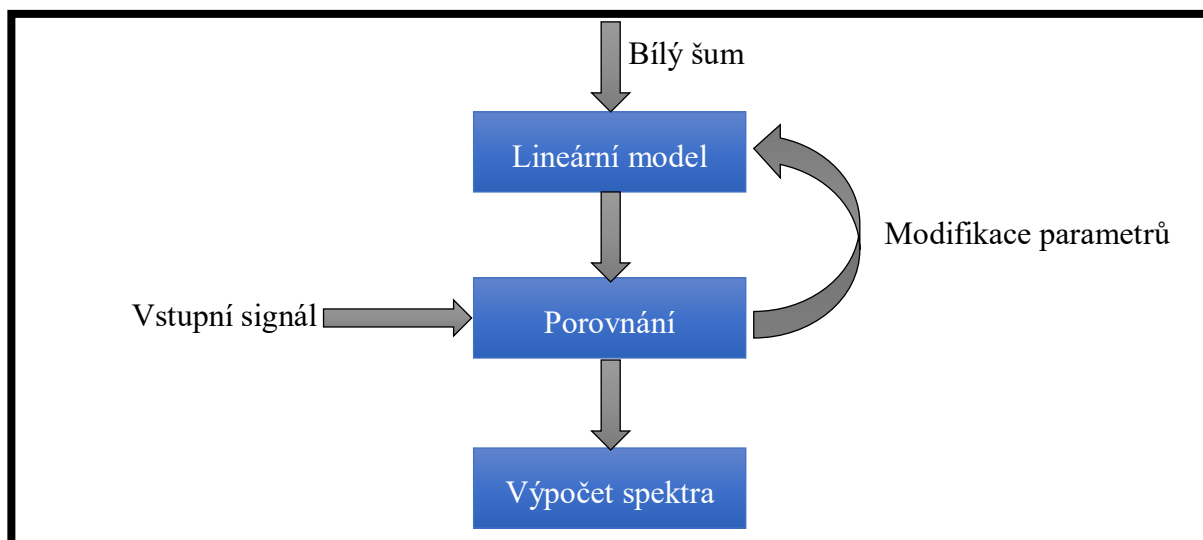 Bílý šum
Lineární model
Modifikace parametrů
Vstupní signál
Porovnání
Výpočet spektra